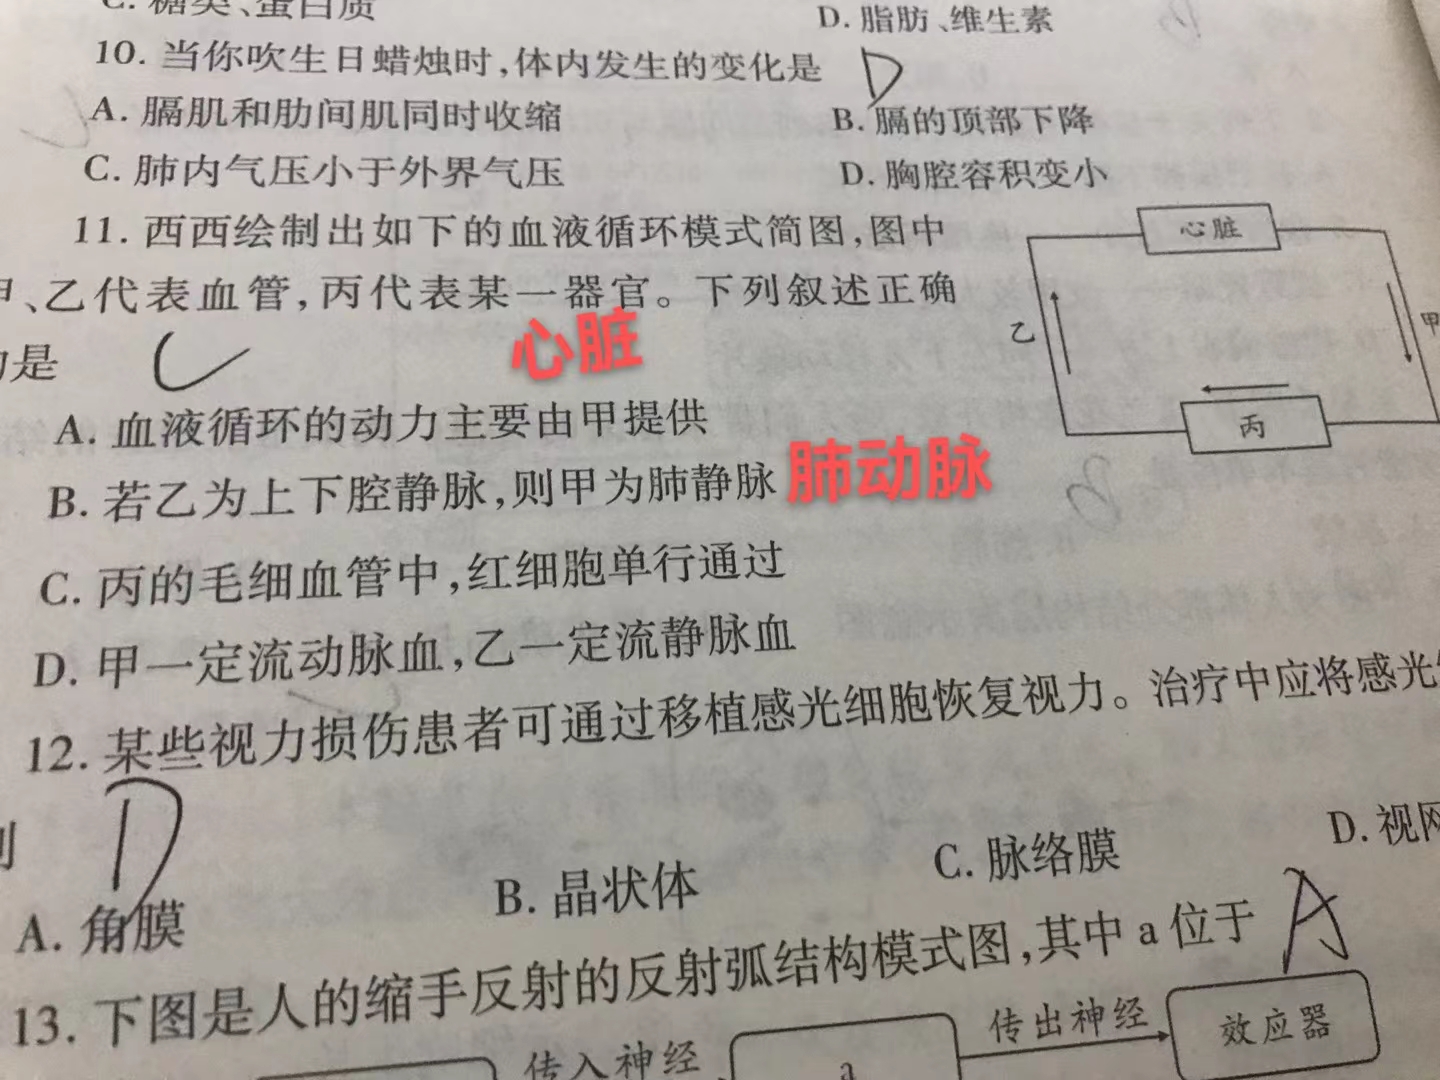 C. 糖类、蛋白质
D. 脂肪、维生素
10. 当你吹生日蜡烛时,体内发生的变化是 D
A. 膈肌和肋间肌同时收缩
B. 膈的顶部下降
C. 肺内气压小于外界气压
D. 胸腔容积变小
11. 西西绘制出如下的血液循环模式简图,图中
甲、乙代表血管,丙代表某一器官。下列叙述正确
的是 C
心脏
乙
甲
丙
心脏
A. 血液循环的动力主要由甲提供
B. 若乙为上下腔静脉,则甲为肺静脉 肺动脉
C. 丙的毛细血管中,红细胞单行通过
D. 甲一定流动脉血,乙一定流静脉血
12. 某些视力损伤患者可通过移植感光细胞恢复视力。治疗中应将感光
D
A. 角膜
B. 晶状体
C. 脉络膜
D. 视网
13. 下图是人的缩手反射的反射弧结构模式图,其中 a 位于 A
传入神经
a
传出神经
效应器